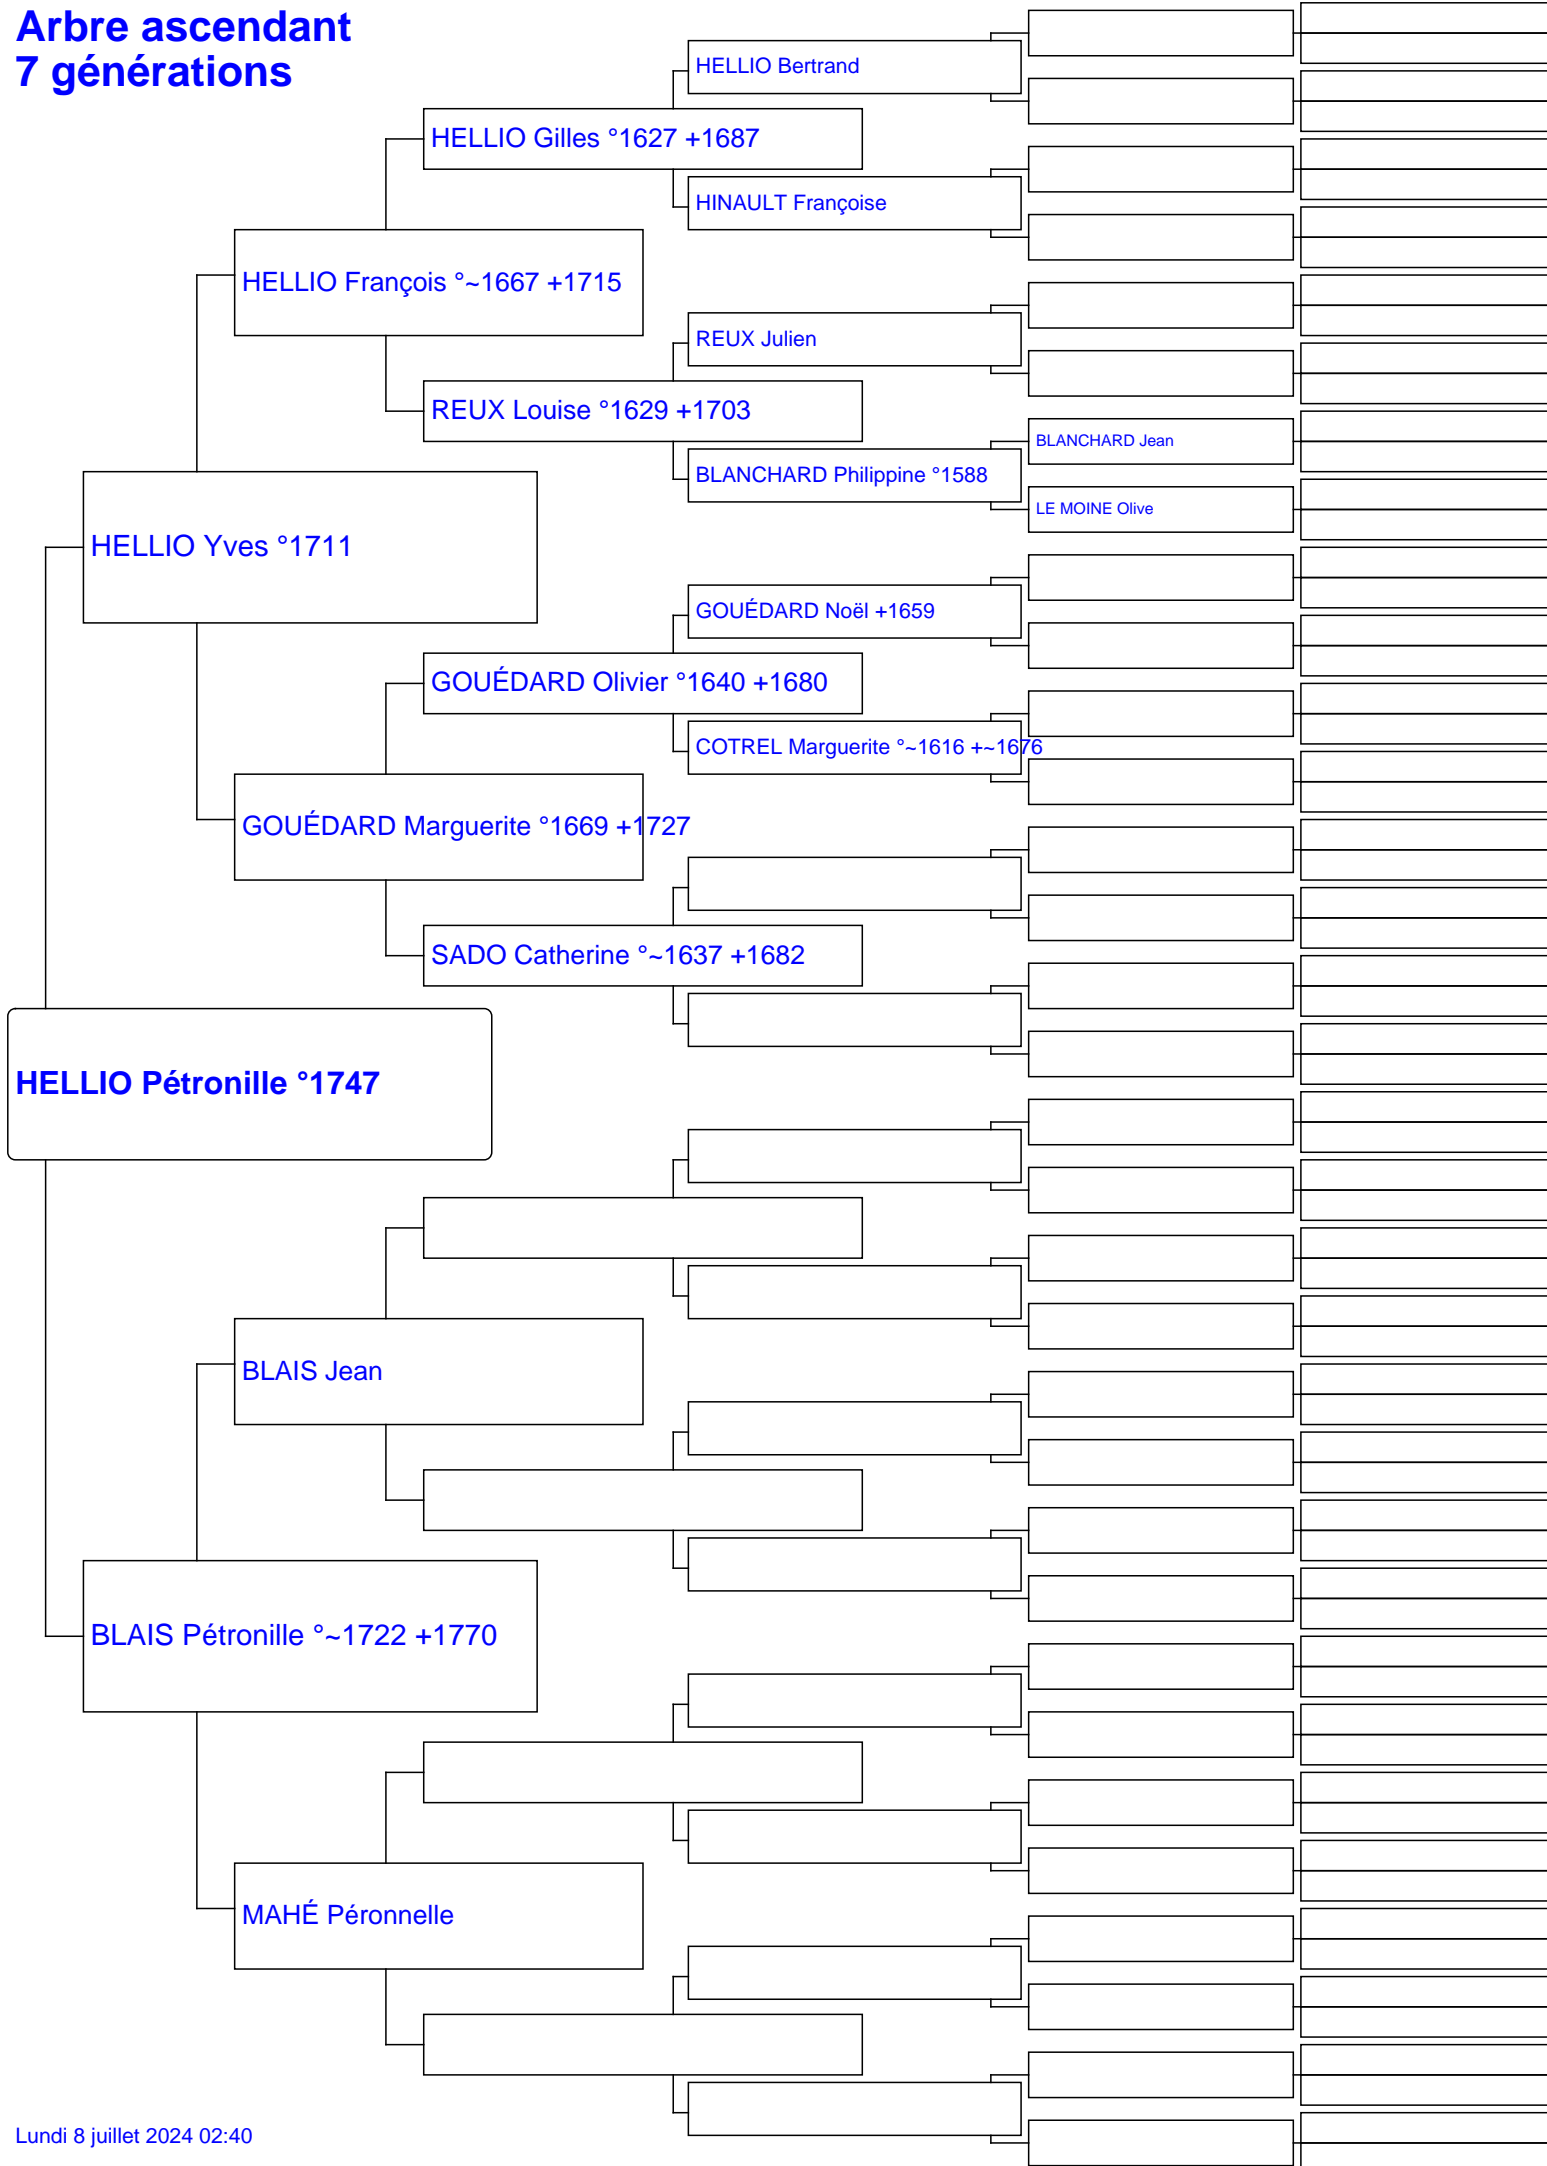 Arbre ascendant
7 générations
HELLIO Bertrand
HELLIO Gilles °1627 +1687
HINAULT Françoise
HELLIO François °~1667 +1715
REUX Julien
REUX Louise °1629 +1703
BLANCHARD Jean
BLANCHARD Philippine °1588
LE MOINE Olive
HELLIO Yves °1711
GOUÉDARD Noël +1659
GOUÉDARD Olivier °1640 +1680
COTREL Marguerite °~1616 +~1676
GOUÉDARD Marguerite °1669 +1727
SADO Catherine °~1637 +1682
HELLIO Pétronille °1747
BLAIS Jean
BLAIS Pétronille °~1722 +1770
MAHÉ Péronnelle
Lundi 8 juillet 2024 02:40